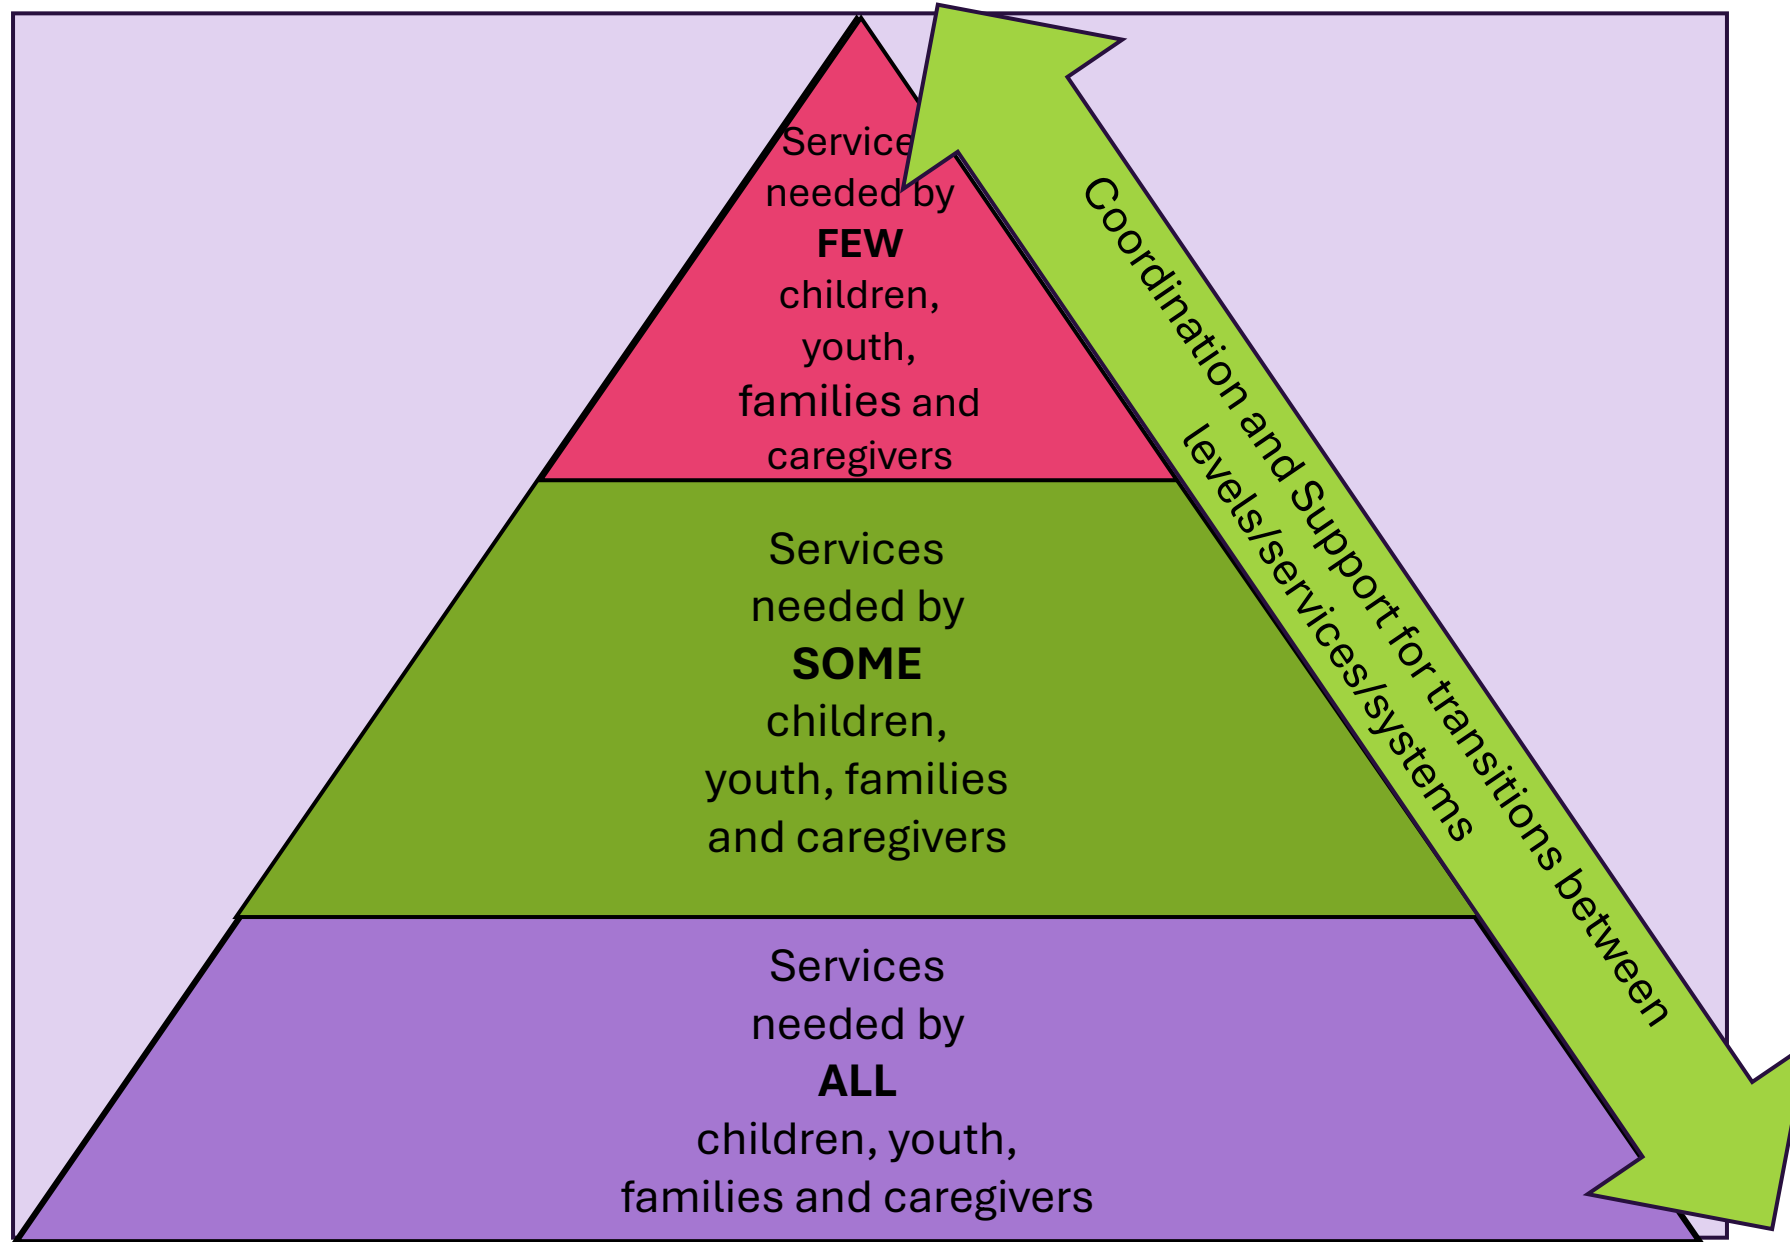 Service
needed by
FEW
children,
youth,
families and
caregivers
Services
needed by
SOME
children,
youth, families
and caregivers
Services
needed by
ALL
children, youth,
families and caregivers
Coordination and Support for transitions between
levels/services/systems